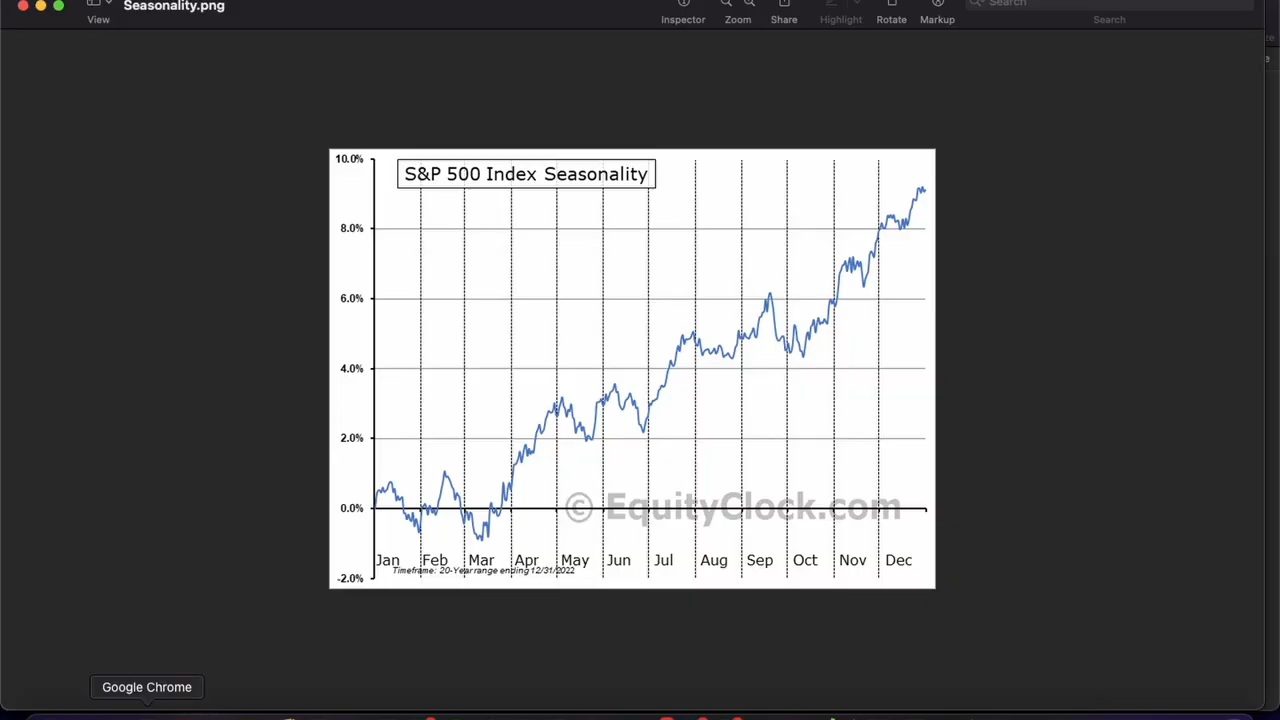 Seasonality.png
View
Inspector
Zoom
Share
Highlight
Rotate
Markup
Search
Search
S&P 500 Index Seasonality
10.0%
8.0%
6.0%
4.0%
2.0%
0.0%
-2.0%
© EquityClock.com
Jan Feb Mar Apr May Jun Jul Aug Sep Oct Nov Dec
Timeframe: 20-Year range ending 12/31/2022
Google Chrome